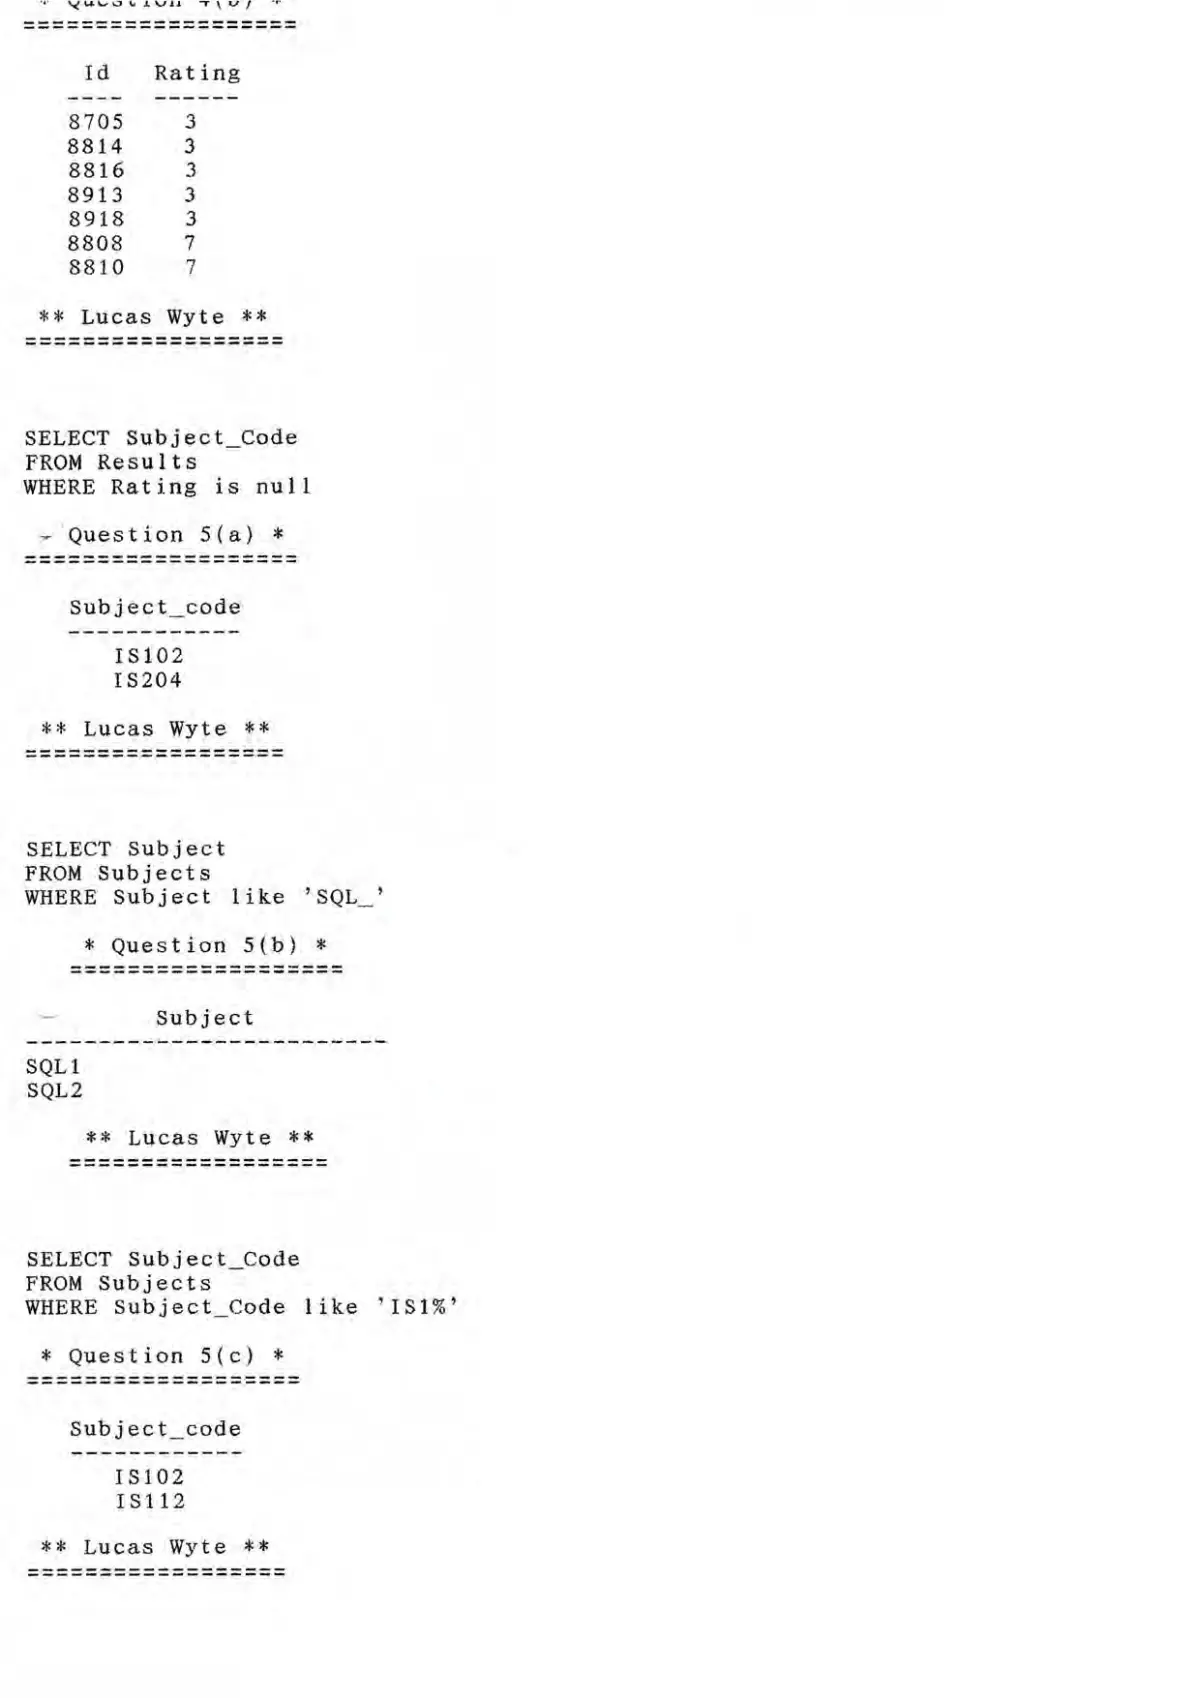 * Question 4(b) *
===================
Id Rating
---- ------
8705 3
8814 3
8816 3
8913 3
8918 3
8808 7
8810 7
** Lucas Wyte **
==================
SELECT Subject_Code
FROM Results
WHERE Rating is null
- Question 5(a) *
===================
Subject_code
------------
IS102
IS204
** Lucas Wyte **
==================
SELECT Subject
FROM Subjects
WHERE Subject like 'SQL_'
* Question 5(b) *
===================
Subject
-------------------------
SQL1
SQL2
** Lucas Wyte **
==================
SELECT Subject_Code
FROM Subjects
WHERE Subject_Code like 'IS1%'
* Question 5(c) *
===================
Subject_code
------------
IS102
IS112
** Lucas Wyte **
==================